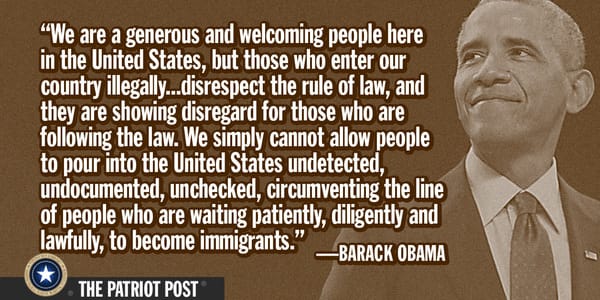 “We are a generous and welcoming people here
in the United States, but those who enter our
country illegally...disrespect the rule of law, and
they are showing disregard for those who are
following the law. We simply cannot allow people
to pour into the United States undetected,
undocumented, unchecked, circumventing the line
of people who are waiting patiently, diligently and
lawfully, to become immigrants.”
—BARACK OBAMA
THE PATRIOT POST